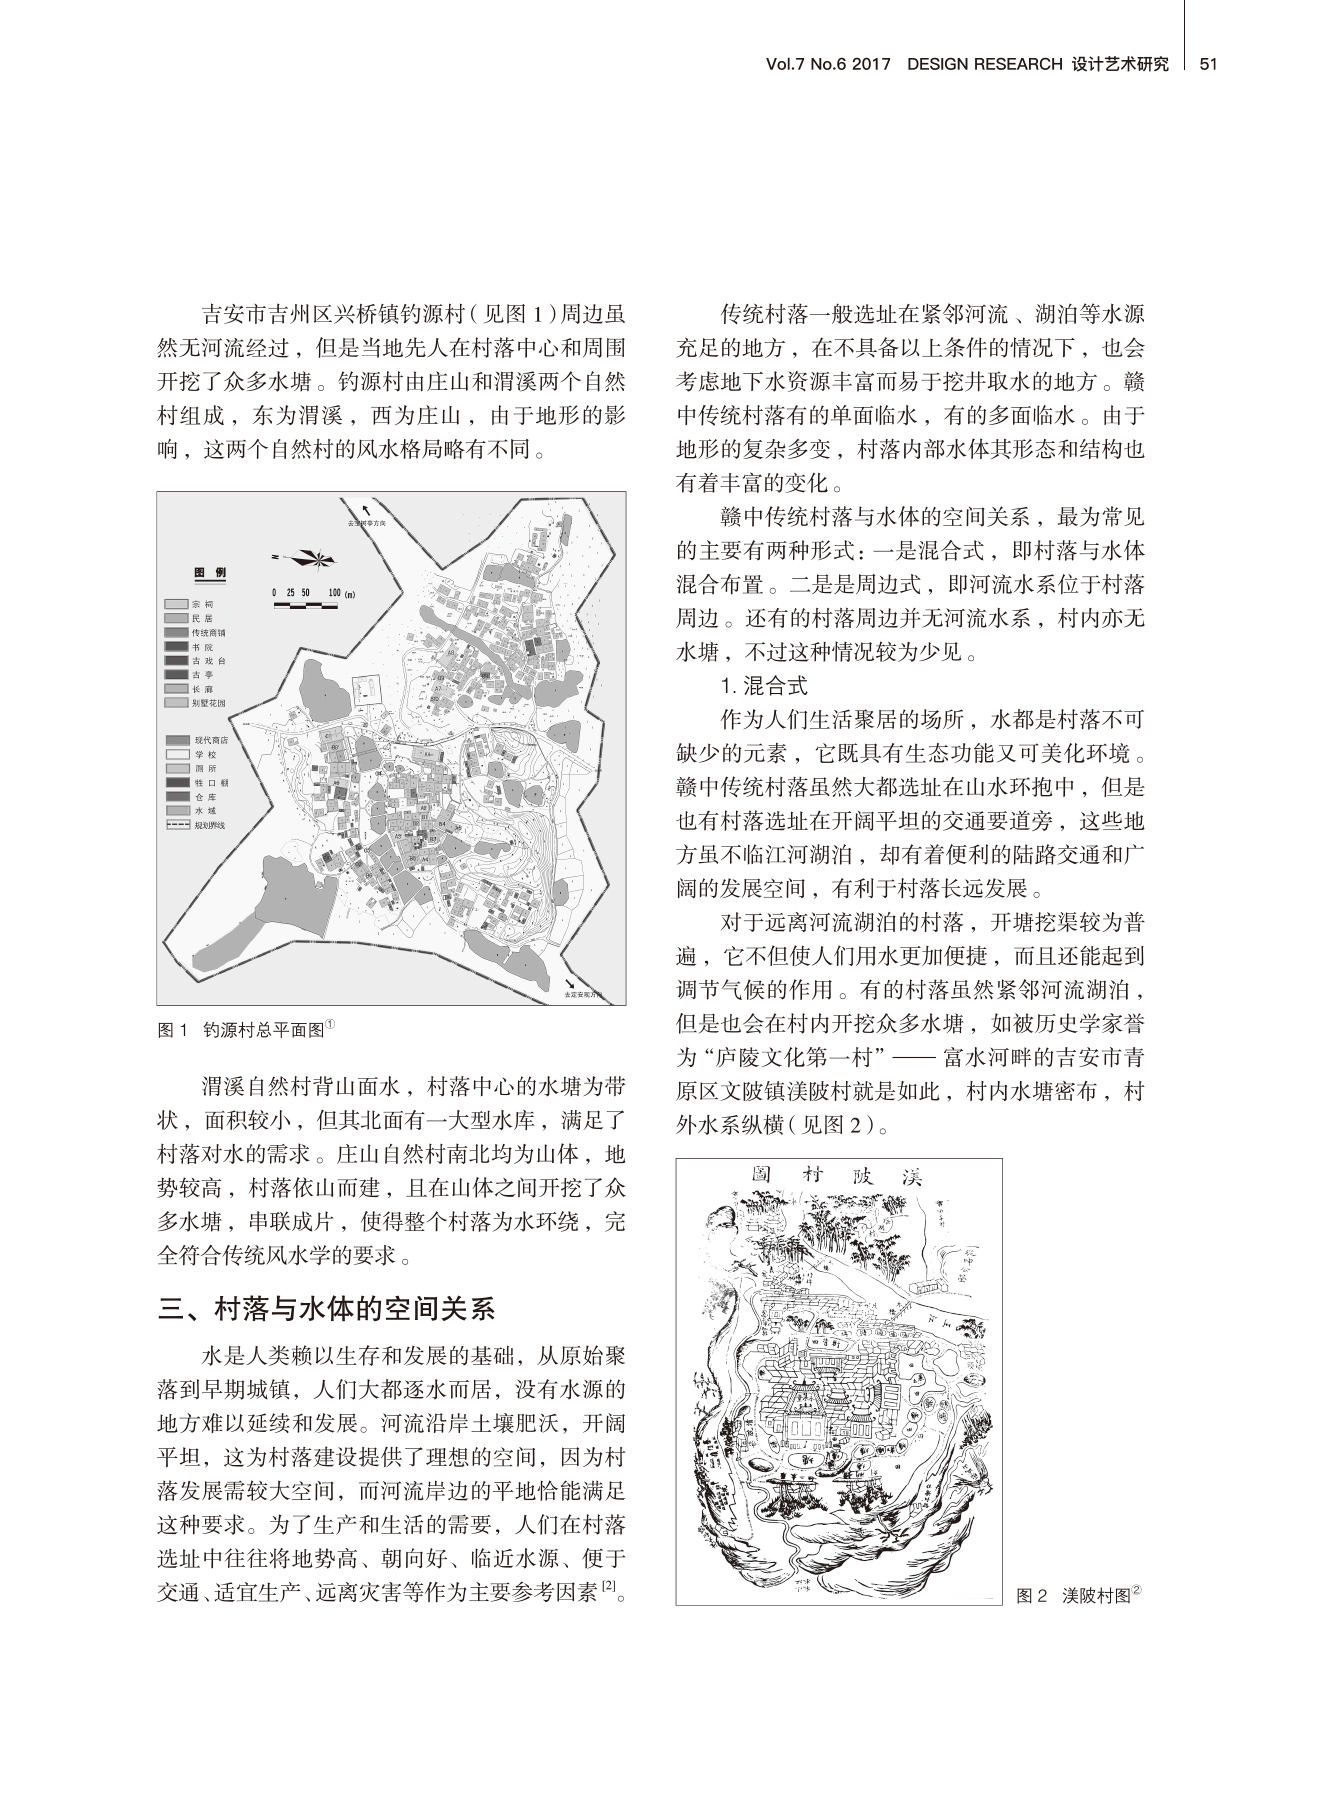 Vol.7 No.6 2017 DESIGN RESEARCH 设计艺术研究 51
吉安市吉州区兴桥镇钓源村（见图 1）周边虽
然无河流经过，但是当地先人在村落中心和周围
开挖了众多水塘。钓源村由庄山和渭溪两个自然
村组成，东为渭溪，西为庄山，由于地形的影
响，这两个自然村的风水格局略有不同。
图 例
0 25 50 100 (m)
宗 祠
民 居
传统商铺
书 院
古 戏 台
古 亭
长 廊
别墅花园
现代商店
学 校
厕 所
牲 口 棚
仓 库
水 域
规划界线
图 1 钓源村总平面图①
渭溪自然村背山面水，村落中心的水塘为带
状，面积较小，但其北面有一大型水库，满足了
村落对水的需求。庄山自然村南北均为山体，地
势较高，村落依山而建，且在山体之间开挖了众
多水塘，串联成片，使得整个村落为水环绕，完
全符合传统风水学的要求。
三、村落与水体的空间关系
水是人类赖以生存和发展的基础，从原始聚
落到早期城镇，人们大都逐水而居，没有水源的
地方难以延续和发展。河流沿岸土壤肥沃，开阔
平坦，这为村落建设提供了理想的空间，因为村
落发展需较大空间，而河流岸边的平地恰能满足
这种要求。为了生产和生活的需要，人们在村落
选址中往往将地势高、朝向好、临近水源、便于
交通、适宜生产、远离灾害等作为主要参考因素[2]。
传统村落一般选址在紧邻河流、湖泊等水源
充足的地方，在不具备以上条件的情况下，也会
考虑地下水资源丰富而易于挖井取水的地方。赣
中传统村落有的单面临水，有的多面临水。由于
地形的复杂多变，村落内部水体其形态和结构也
有着丰富的变化。
赣中传统村落与水体的空间关系，最为常见
的主要有两种形式：一是混合式，即村落与水体
混合布置。二是是周边式，即河流水系位于村落
周边。还有的村落周边并无河流水系，村内亦无
水塘，不过这种情况较为少见。
1. 混合式
作为人们生活聚居的场所，水都是村落不可
缺少的元素，它既具有生态功能又可美化环境。
赣中传统村落虽然大都选址在山水环抱中，但是
也有村落选址在开阔平坦的交通要道旁，这些地
方虽不临江河湖泊，却有着便利的陆路交通和广
阔的发展空间，有利于村落长远发展。
对于远离河流湖泊的村落，开塘挖渠较为普
遍，它不但使人们用水更加便捷，而且还能起到
调节气候的作用。有的村落虽然紧邻河流湖泊，
但是也会在村内开挖众多水塘，如被历史学家誉
为“庐陵文化第一村”—— 富水河畔的吉安市青
原区文陂镇渼陂村就是如此，村内水塘密布，村
外水系纵横（见图 2）。
圖 村 陂 渼
图 2 渼陂村图②